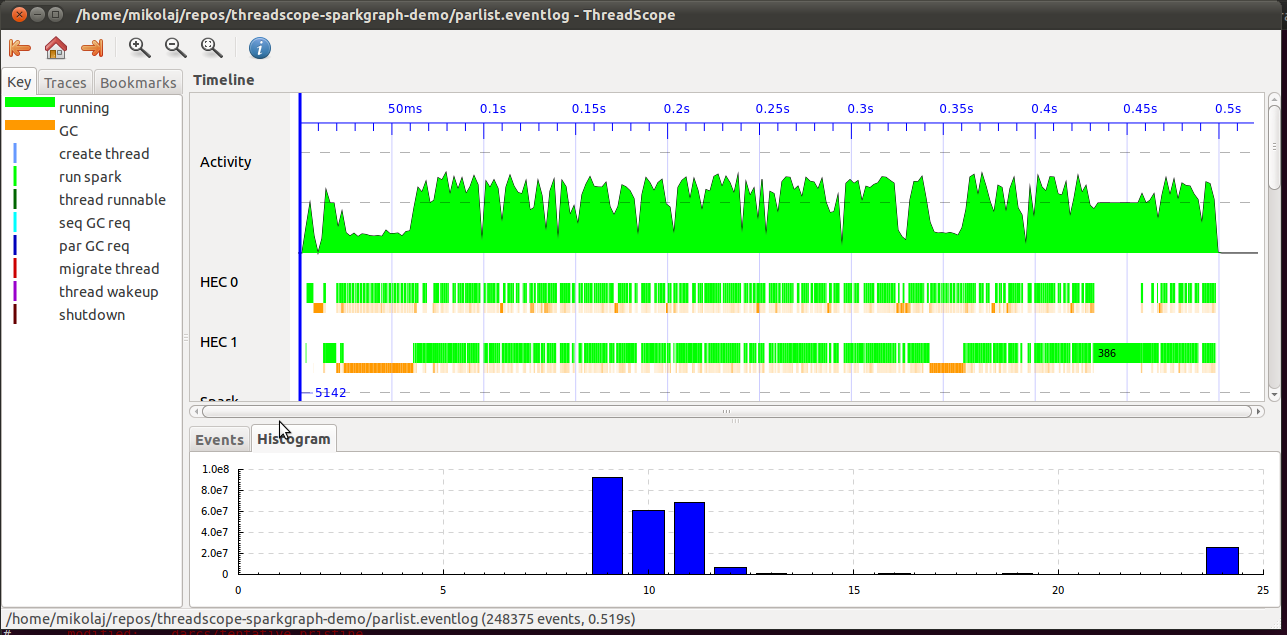 /home/mikolaj/repos/threadscope-sparkgraph-demo/parlist.eventlog - ThreadScope
Key Traces Bookmarks
running
GC
create thread
run spark
thread runnable
seq GC req
par GC req
migrate thread
thread wakeup
shutdown
Timeline
50ms 0.1s 0.15s 0.2s 0.25s 0.3s 0.35s 0.4s 0.45s 0.5s
Activity
HEC 0
HEC 1
386
5142
Spark
Events Histogram
1.0e8
8.0e7
6.0e7
4.0e7
2.0e7
0
0 5 10 15 20 25
/home/mikolaj/repos/threadscope-sparkgraph-demo/parlist.eventlog (248375 events, 0.519s)
# modified: darcs/tentative_pristine